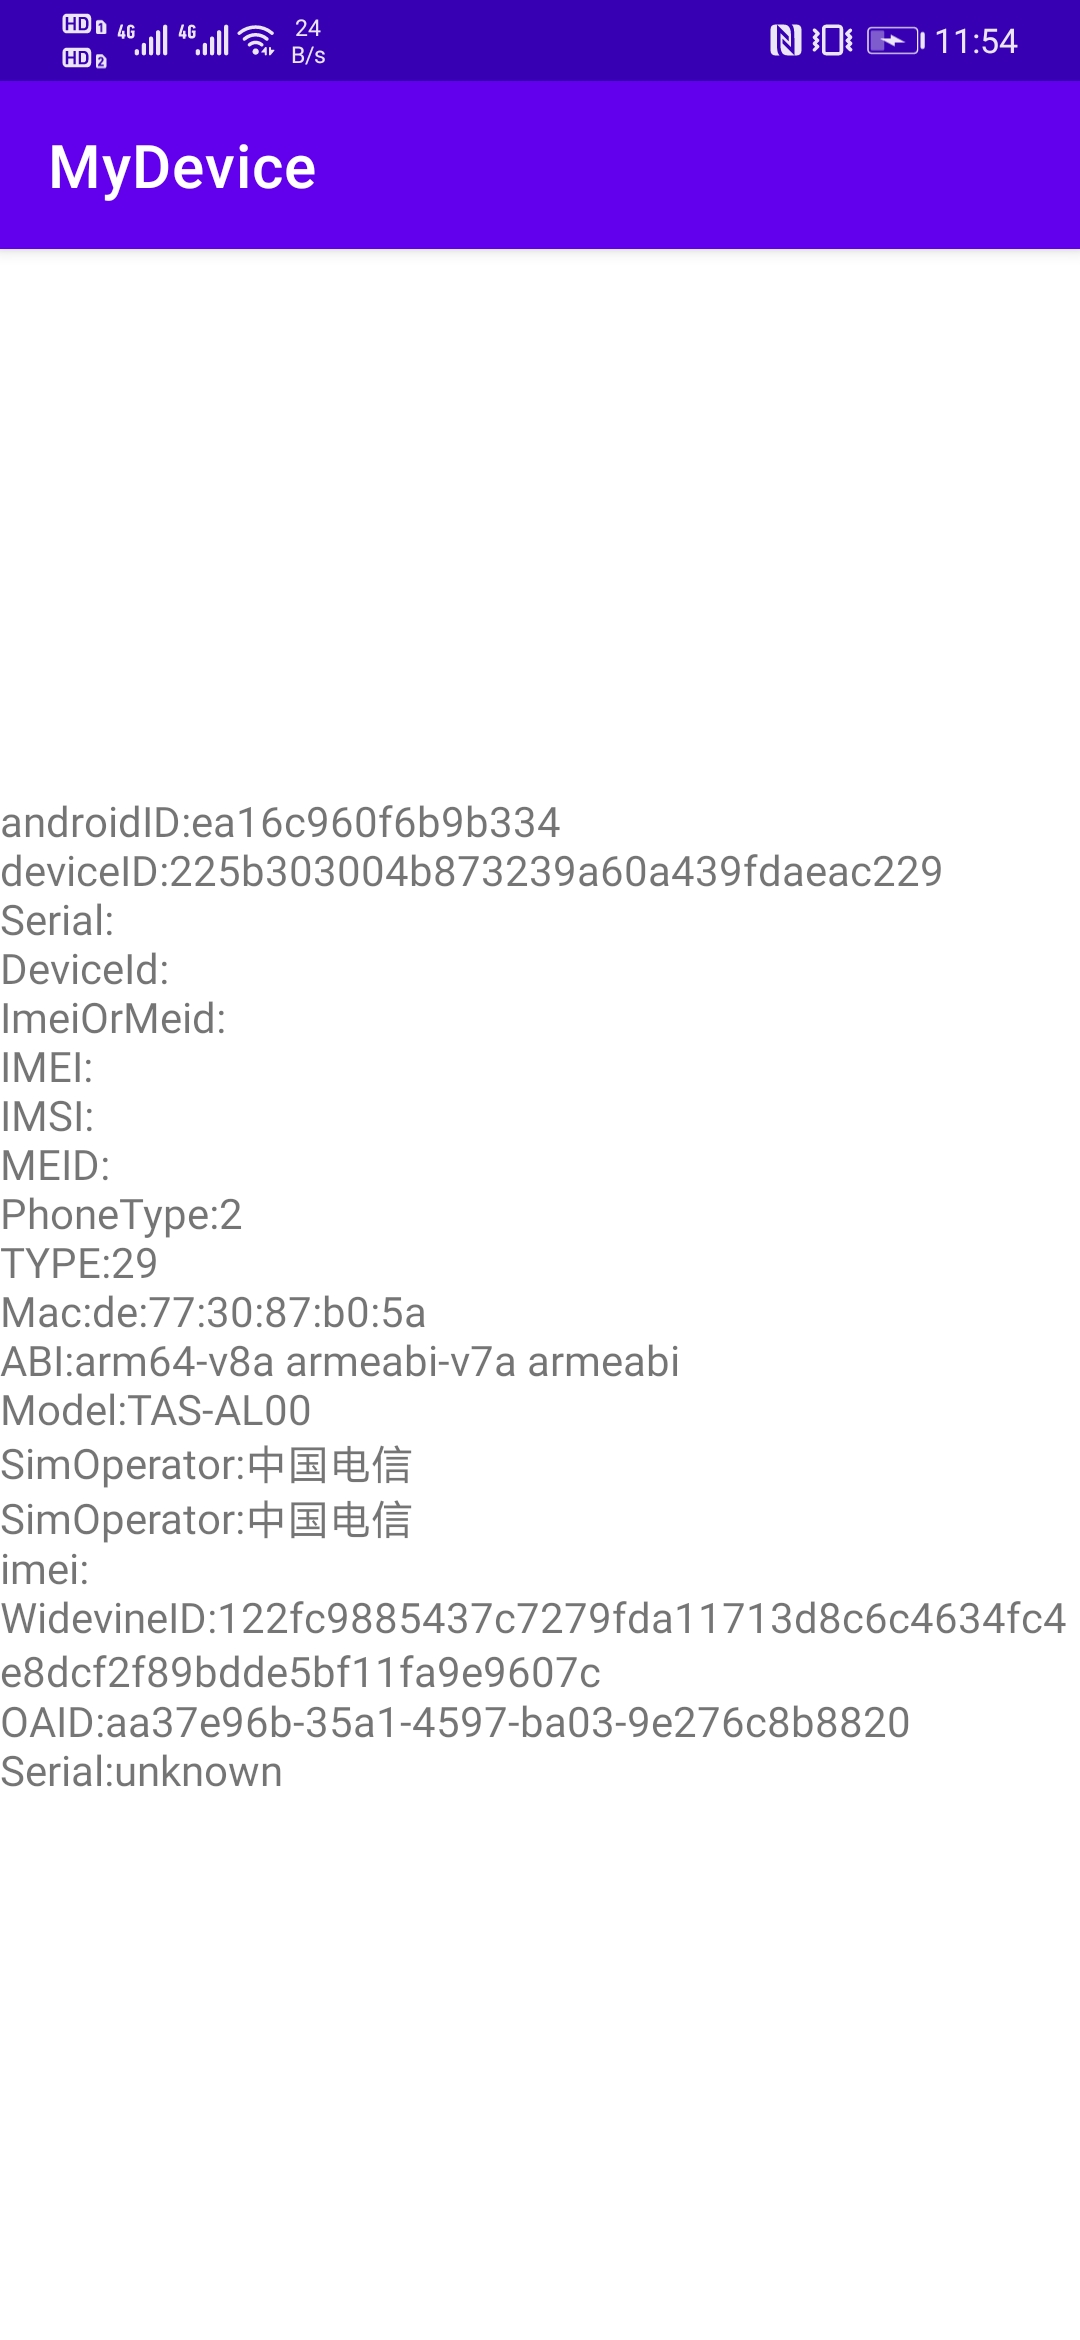 HD 1 4G 4G 24
HD 2 B/s
11:54
MyDevice
androidID:ea16c960f6b9b334
deviceID:225b303004b873239a60a439fdaeac229
Serial:
DeviceId:
ImeiOrMeid:
IMEI:
IMSI:
MEID:
PhoneType:2
TYPE:29
Mac:de:77:30:87:b0:5a
ABI:arm64-v8a armeabi-v7a armeabi
Model:TAS-AL00
SimOperator:中国电信
SimOperator:中国电信
imei:
WidevineID:122fc9885437c7279fda11713d8c6c4634fc4
e8dcf2f89bdde5bf11fa9e9607c
OAID:aa37e96b-35a1-4597-ba03-9e276c8b8820
Serial:unknown